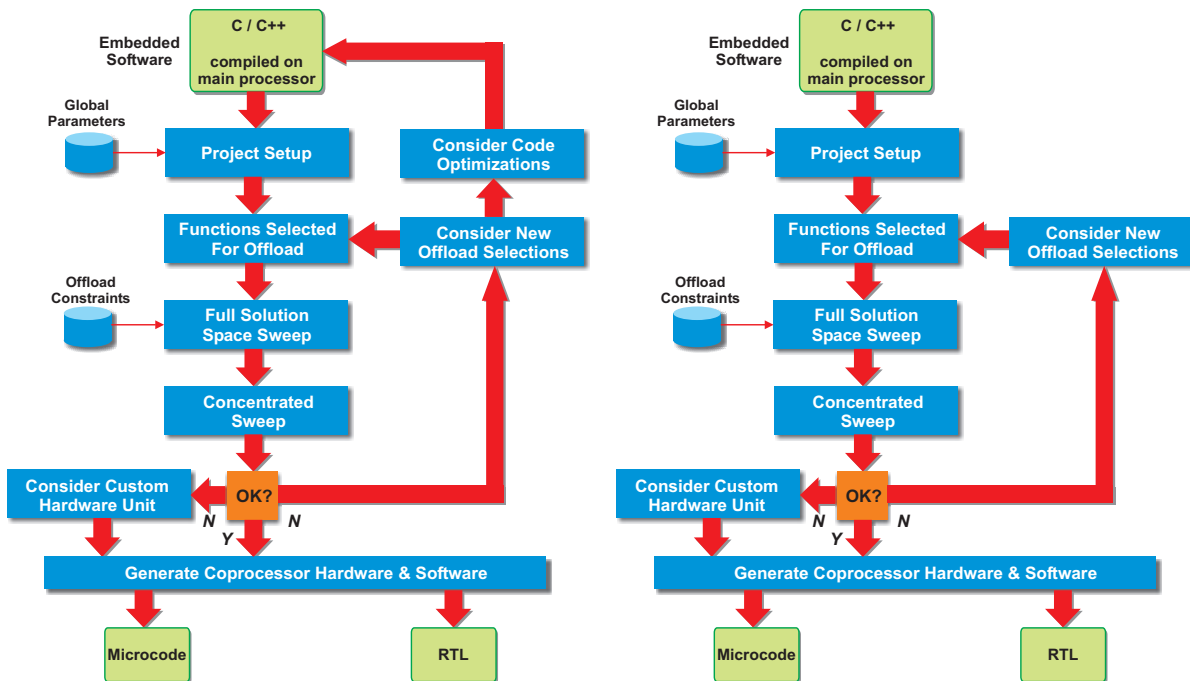 C / C++
Embedded
Software
compiled on
main processor
Global
Parameters
Project Setup
Consider Code
Optimizations
Functions Selected
For Offload
Consider New
Offload Selections
Offload
Constraints
Full Solution
Space Sweep
Concentrated
Sweep
Consider Custom
Hardware Unit
OK?
N
N
Y
Generate Coprocessor Hardware & Software
Microcode
RTL
C / C++
Embedded
Software
compiled on
main processor
Global
Parameters
Project Setup
Functions Selected
For Offload
Consider New
Offload Selections
Offload
Constraints
Full Solution
Space Sweep
Concentrated
Sweep
Consider Custom
Hardware Unit
OK?
N
N
Y
Generate Coprocessor Hardware & Software
Microcode
RTL